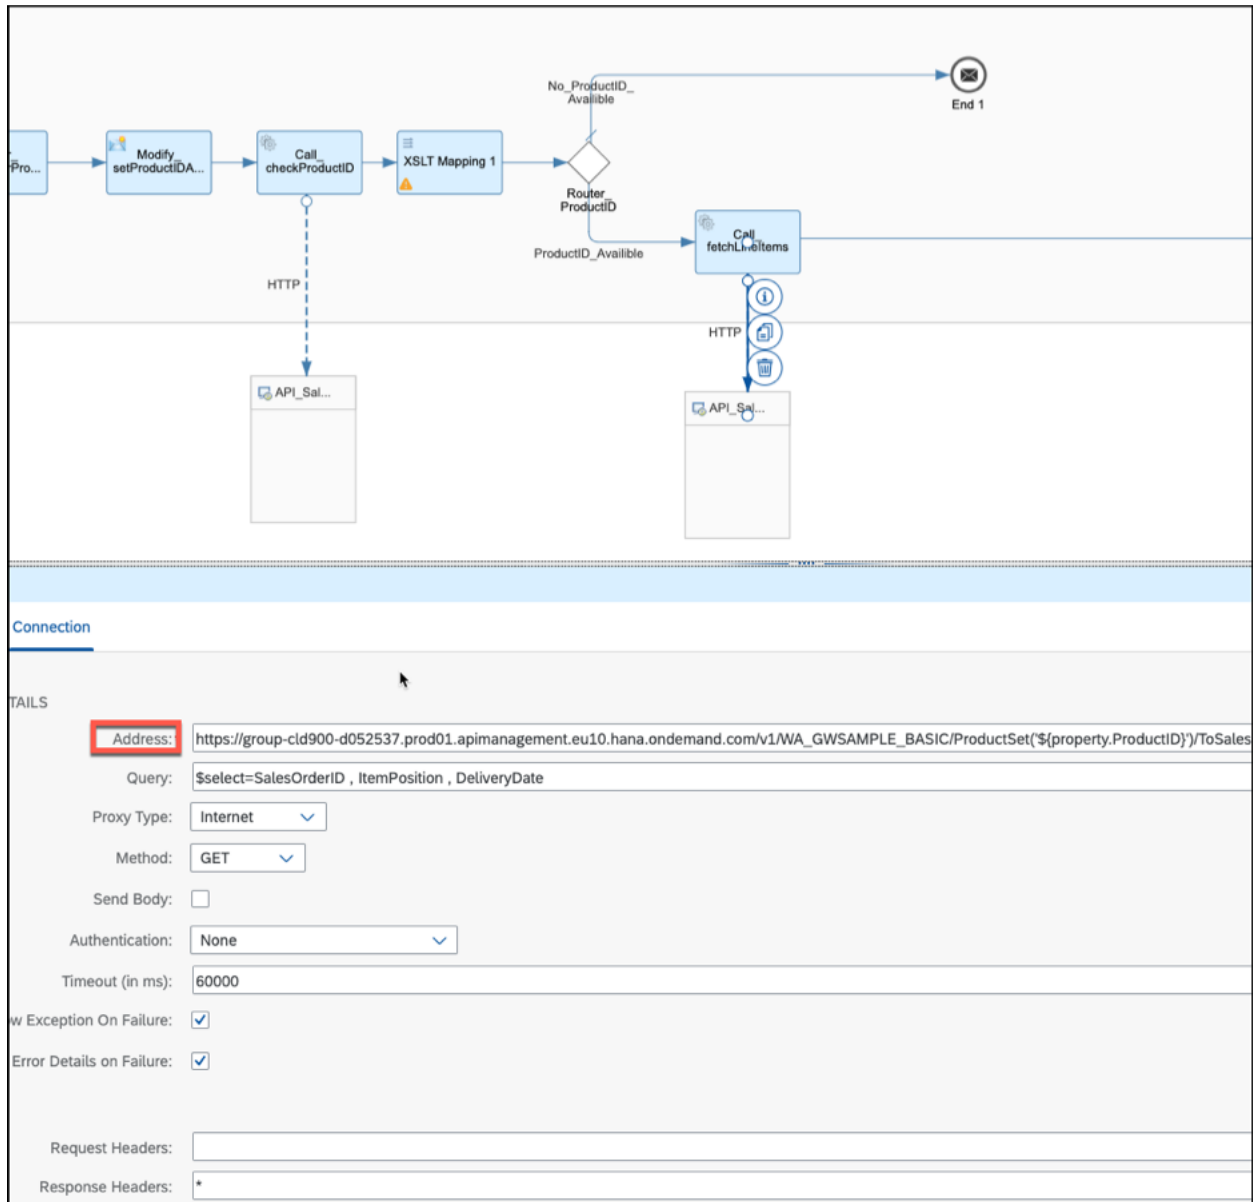 No_ProductID_
Availible
End 1
Pro...
Modify_
setProductIDA...
Call_
checkProductID
XSLT Mapping 1
Router_
ProductID
Call_
fetchLineItems
ProductID_Availible
HTTP
HTTP
API_Sal...
API_Sal...
Connection
TAILS
Address:
https://group-cld900-d052537.prod01.apimanagement.eu10.hana.ondemand.com/v1/WA_GWSAMPLE_BASIC/ProductSet('${property.ProductID}')/ToSales
Query:
$select=SalesOrderID , ItemPosition , DeliveryDate
Proxy Type:
Internet
Method:
GET
Send Body:
Authentication:
None
Timeout (in ms):
60000
w Exception On Failure:
Error Details on Failure:
Request Headers:
Response Headers:
*